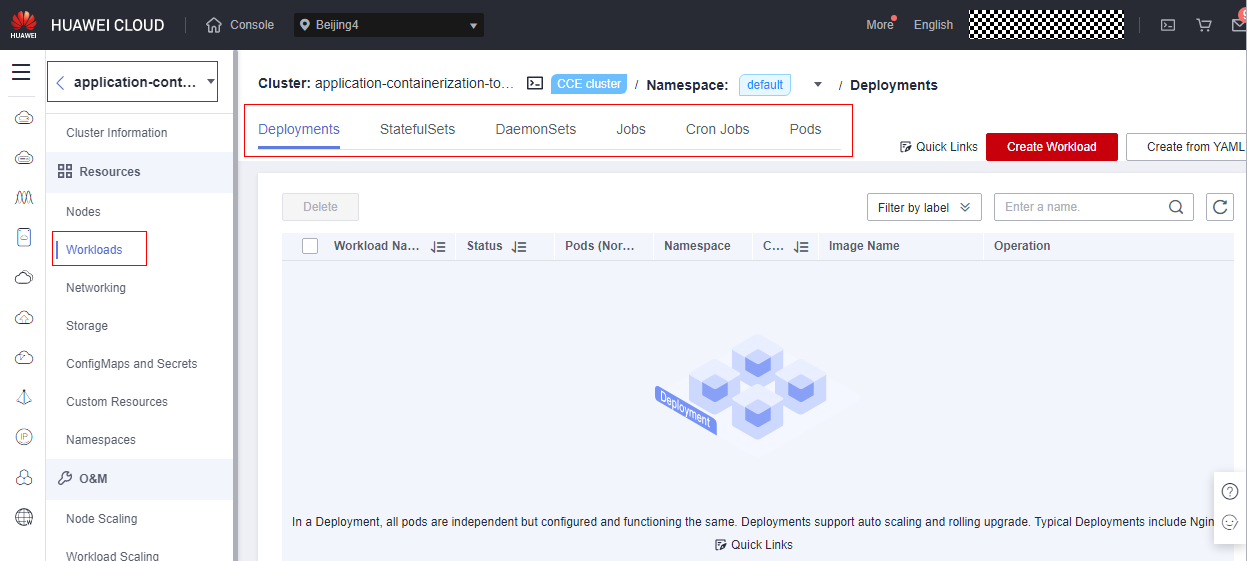 HUAWEI
HUAWEI CLOUD
Console
Beijing4
More
English
application-cont...
Cluster: application-containerization-to...
CCE cluster
/
Namespace:
default
/ Deployments
Deployments
StatefulSets
DaemonSets
Jobs
Cron Jobs
Pods
Quick Links
Create Workload
Create from YAML
Cluster Information
Resources
Nodes
Workloads
Networking
Storage
ConfigMaps and Secrets
Custom Resources
Namespaces
O&M
Node Scaling
Workload Scaling
IP
Delete
Filter by label
Enter a name.
Workload Na...
Status
Pods (Nor...
Namespace
C...
Image Name
Operation
Deployment
In a Deployment, all pods are independent but configured and functioning the same. Deployments support auto scaling and rolling upgrade. Typical Deployments include Ngin
Quick Links